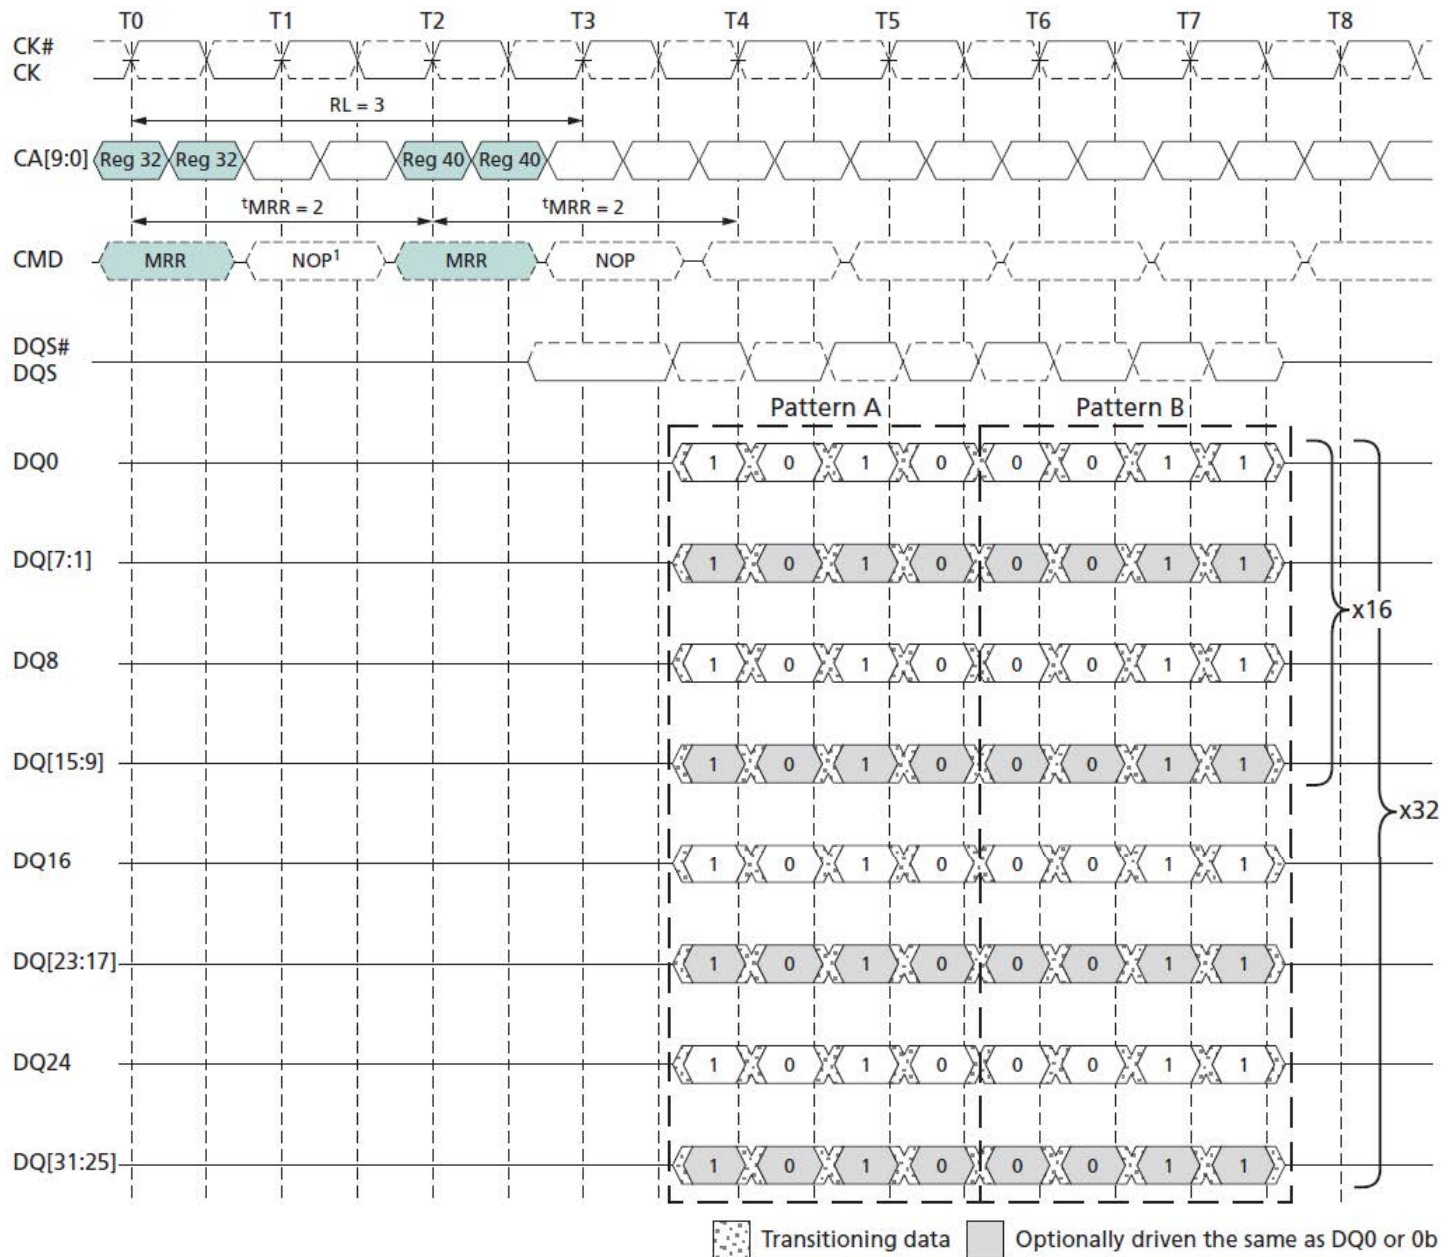 T0 T1 T2 T3 T4 T5 T6 T7 T8
CK#
CK
RL = 3
CA[9:0] Reg 32 Reg 32 Reg 40 Reg 40
tMRR = 2 tMRR = 2
CMD MRR NOP1 MRR NOP
DQS#
DQS
Pattern A Pattern B
DQ0 1 0 1 0 0 0 1 1
DQ[7:1] 1 0 1 0 0 0 1 1
x16
DQ8 1 0 1 0 0 0 1 1
DQ[15:9] 1 0 1 0 0 0 1 1
x32
DQ16 1 0 1 0 0 0 1 1
DQ[23:17] 1 0 1 0 0 0 1 1
DQ24 1 0 1 0 0 0 1 1
DQ[31:25] 1 0 1 0 0 0 1 1
Transitioning data Optionally driven the same as DQ0 or 0b